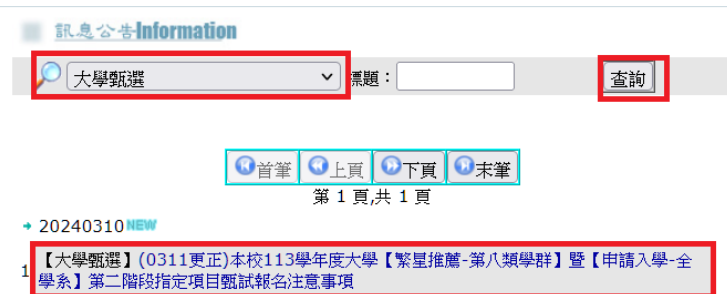 訊息公告Information
大學甄選 標題： 查詢
首筆 上頁 下頁 末筆
第 1 頁,共 1 頁
20240310 NEW
1 【大學甄選】(0311更正)本校113學年度大學【繁星推薦-第八類學群】暨【申請入學-全
學系】第二階段指定項目甄試報名注意事項